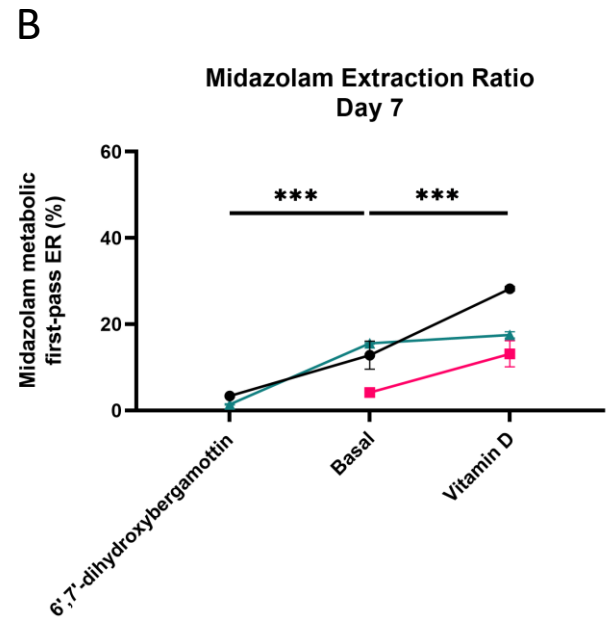 B
Midazolam Extraction Ratio
Day 7
Midazolam metabolic
first-pass ER (%)
60
40
20
0
*** ***
6',7'-dihydroxybergamottin
Basal
Vitamin D